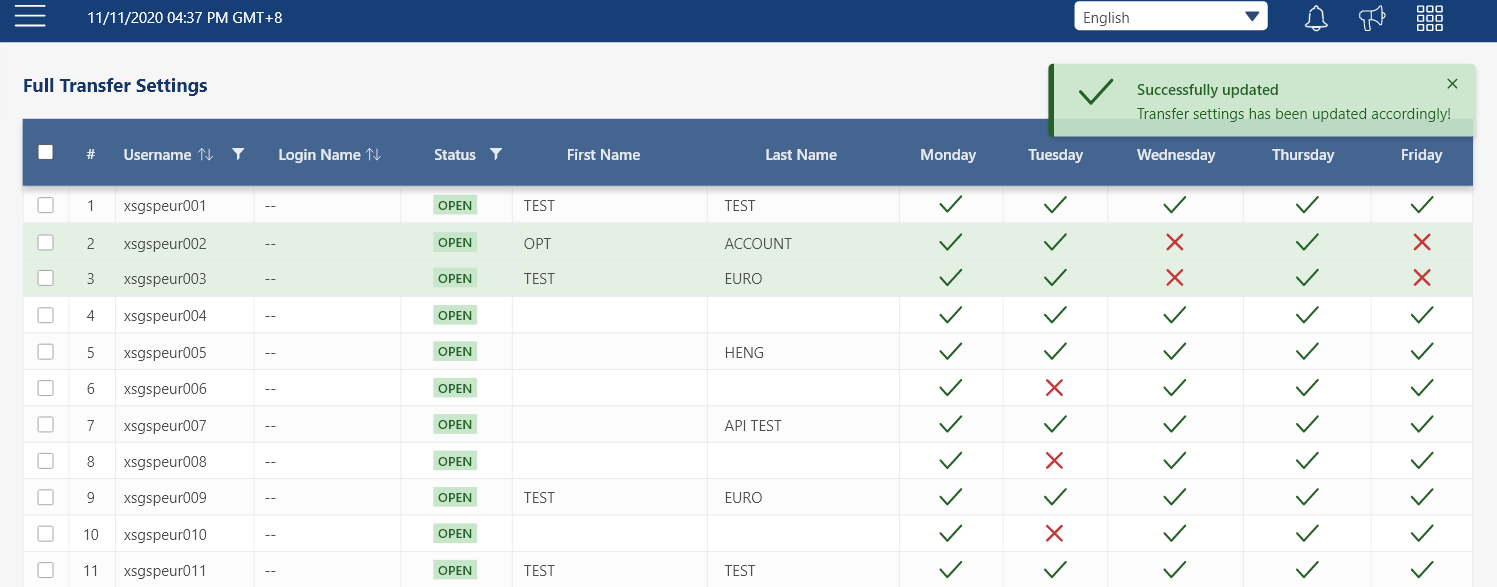 11/11/2020 04:37 PM GMT+8 English
Full Transfer Settings
Successfully updated
Transfer settings has been updated accordingly!
# Username Login Name Status First Name Last Name Monday Tuesday Wednesday Thursday Friday
1 xsgspeur001 -- OPEN TEST TEST
2 xsgspeur002 -- OPEN OPT ACCOUNT
3 xsgspeur003 -- OPEN TEST EURO
4 xsgspeur004 -- OPEN
5 xsgspeur005 -- OPEN HENG
6 xsgspeur006 -- OPEN
7 xsgspeur007 -- OPEN API TEST
8 xsgspeur008 -- OPEN
9 xsgspeur009 -- OPEN TEST EURO
10 xsgspeur010 -- OPEN
11 xsgspeur011 -- OPEN TEST TEST